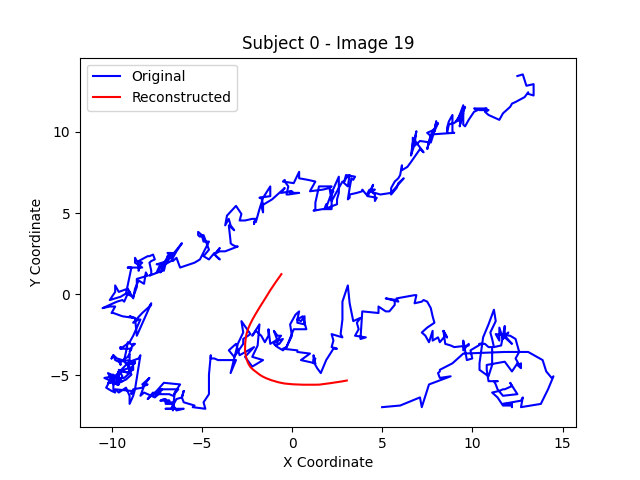 Subject 0 - Image 19
Original
Reconstructed
10
5
0
−5
Y Coordinate
−10
−5
0
5
10
15
X Coordinate